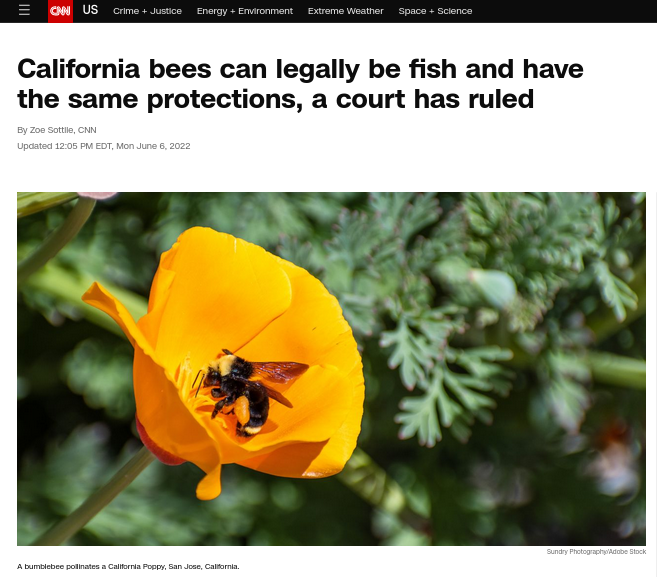 CNN US Crime + Justice Energy + Environment Extreme Weather Space + Science
California bees can legally be fish and have
the same protections, a court has ruled
By Zoe Sottile, CNN
Updated 12:05 PM EDT, Mon June 6, 2022
Sundry Photography/Adobe Stock
A bumblebee pollinates a California Poppy, San Jose, California.